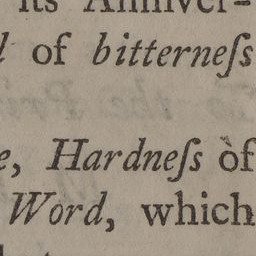 its Anniver-
of bitterneſs
, Hardneſs of
Word, which